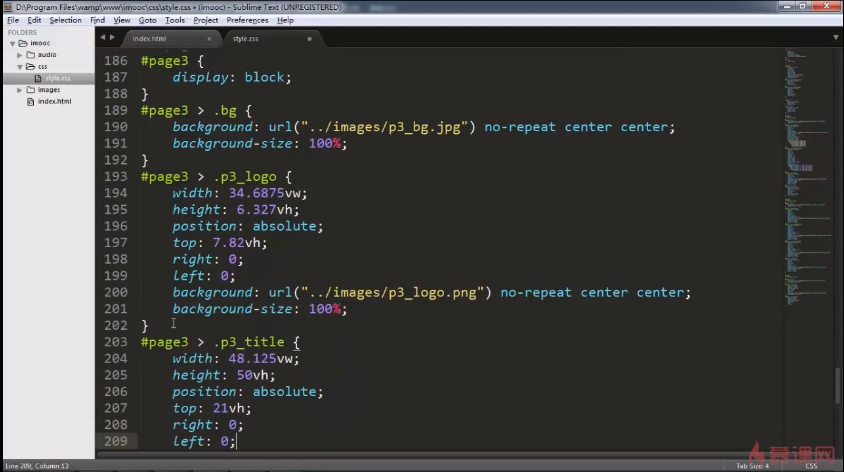 D:\Program Files\wamp\www\imooc\css\style.css • (imooc) - Sublime Text (UNREGISTERED)
File Edit Selection Find View Goto Tools Project Preferences Help
FOLDERS
imooc
audio
css
style.css
images
index.html
index.html × style.css
186 #page3 {
187 display: block;
188 }
189 #page3 > .bg {
190 background: url("../images/p3_bg.jpg") no-repeat center center;
191 background-size: 100%;
192 }
193 #page3 > .p3_logo {
194 width: 34.6875vw;
195 height: 6.327vh;
196 position: absolute;
197 top: 7.82vh;
198 right: 0;
199 left: 0;
200 background: url("../images/p3_logo.png") no-repeat center center;
201 background-size: 100%;
202 }
203 #page3 > .p3_title {
204 width: 48.125vw;
205 height: 50vh;
206 position: absolute;
207 top: 21vh;
208 right: 0;
209 left: 0;
慕课网
Line 209, Column 13 Tab Size: 4 CSS